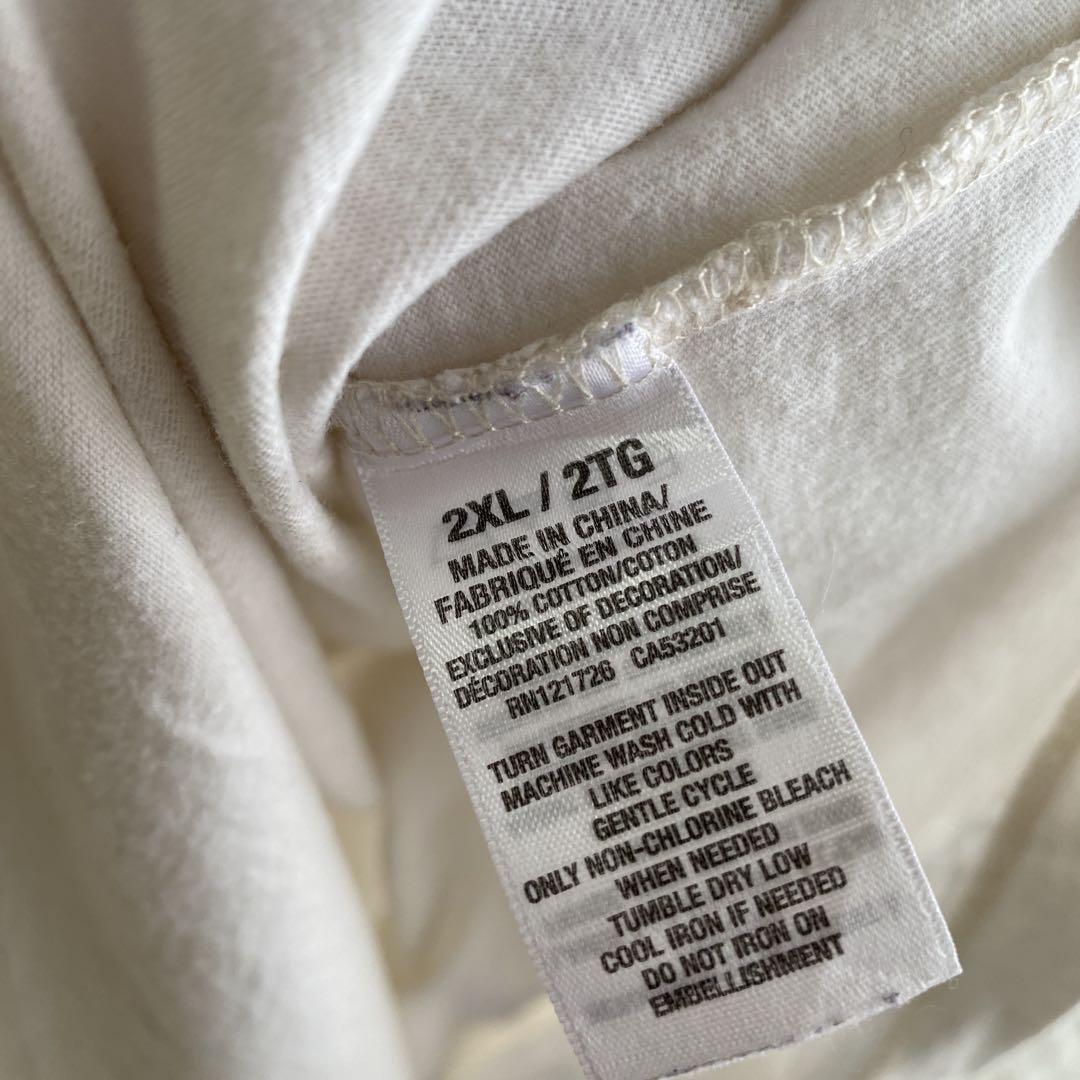 2XL / 2TG
MADE IN CHINA/
FABRIQUÉ EN CHINE
100% COTTON/COTON
EXCLUSIVE OF DECORATION/
DÉCORATION NON COMPRISE
RN121726 CA53201
TURN GARMENT INSIDE OUT
MACHINE WASH COLD WITH
LIKE COLORS
GENTLE CYCLE
ONLY NON-CHLORINE BLEACH
WHEN NEEDED
TUMBLE DRY LOW
COOL IRON IF NEEDED
DO NOT IRON ON
EMBELLISHMENT